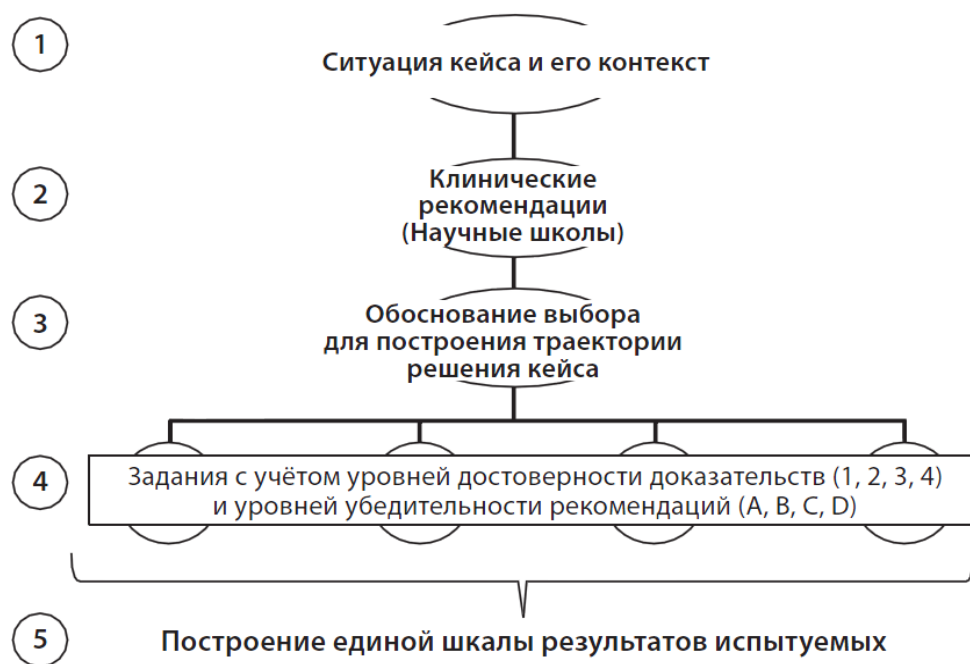 1
Ситуация кейса и его контекст
2
Клинические
рекомендации
(Научные школы)
3
Обоснование выбора
для построения траектории
решения кейса
4
Задания с учётом уровней достоверности доказательств (1, 2, 3, 4)
и уровней убедительности рекомендаций (A, B, C, D)
5
Построение единой шкалы результатов испытуемых